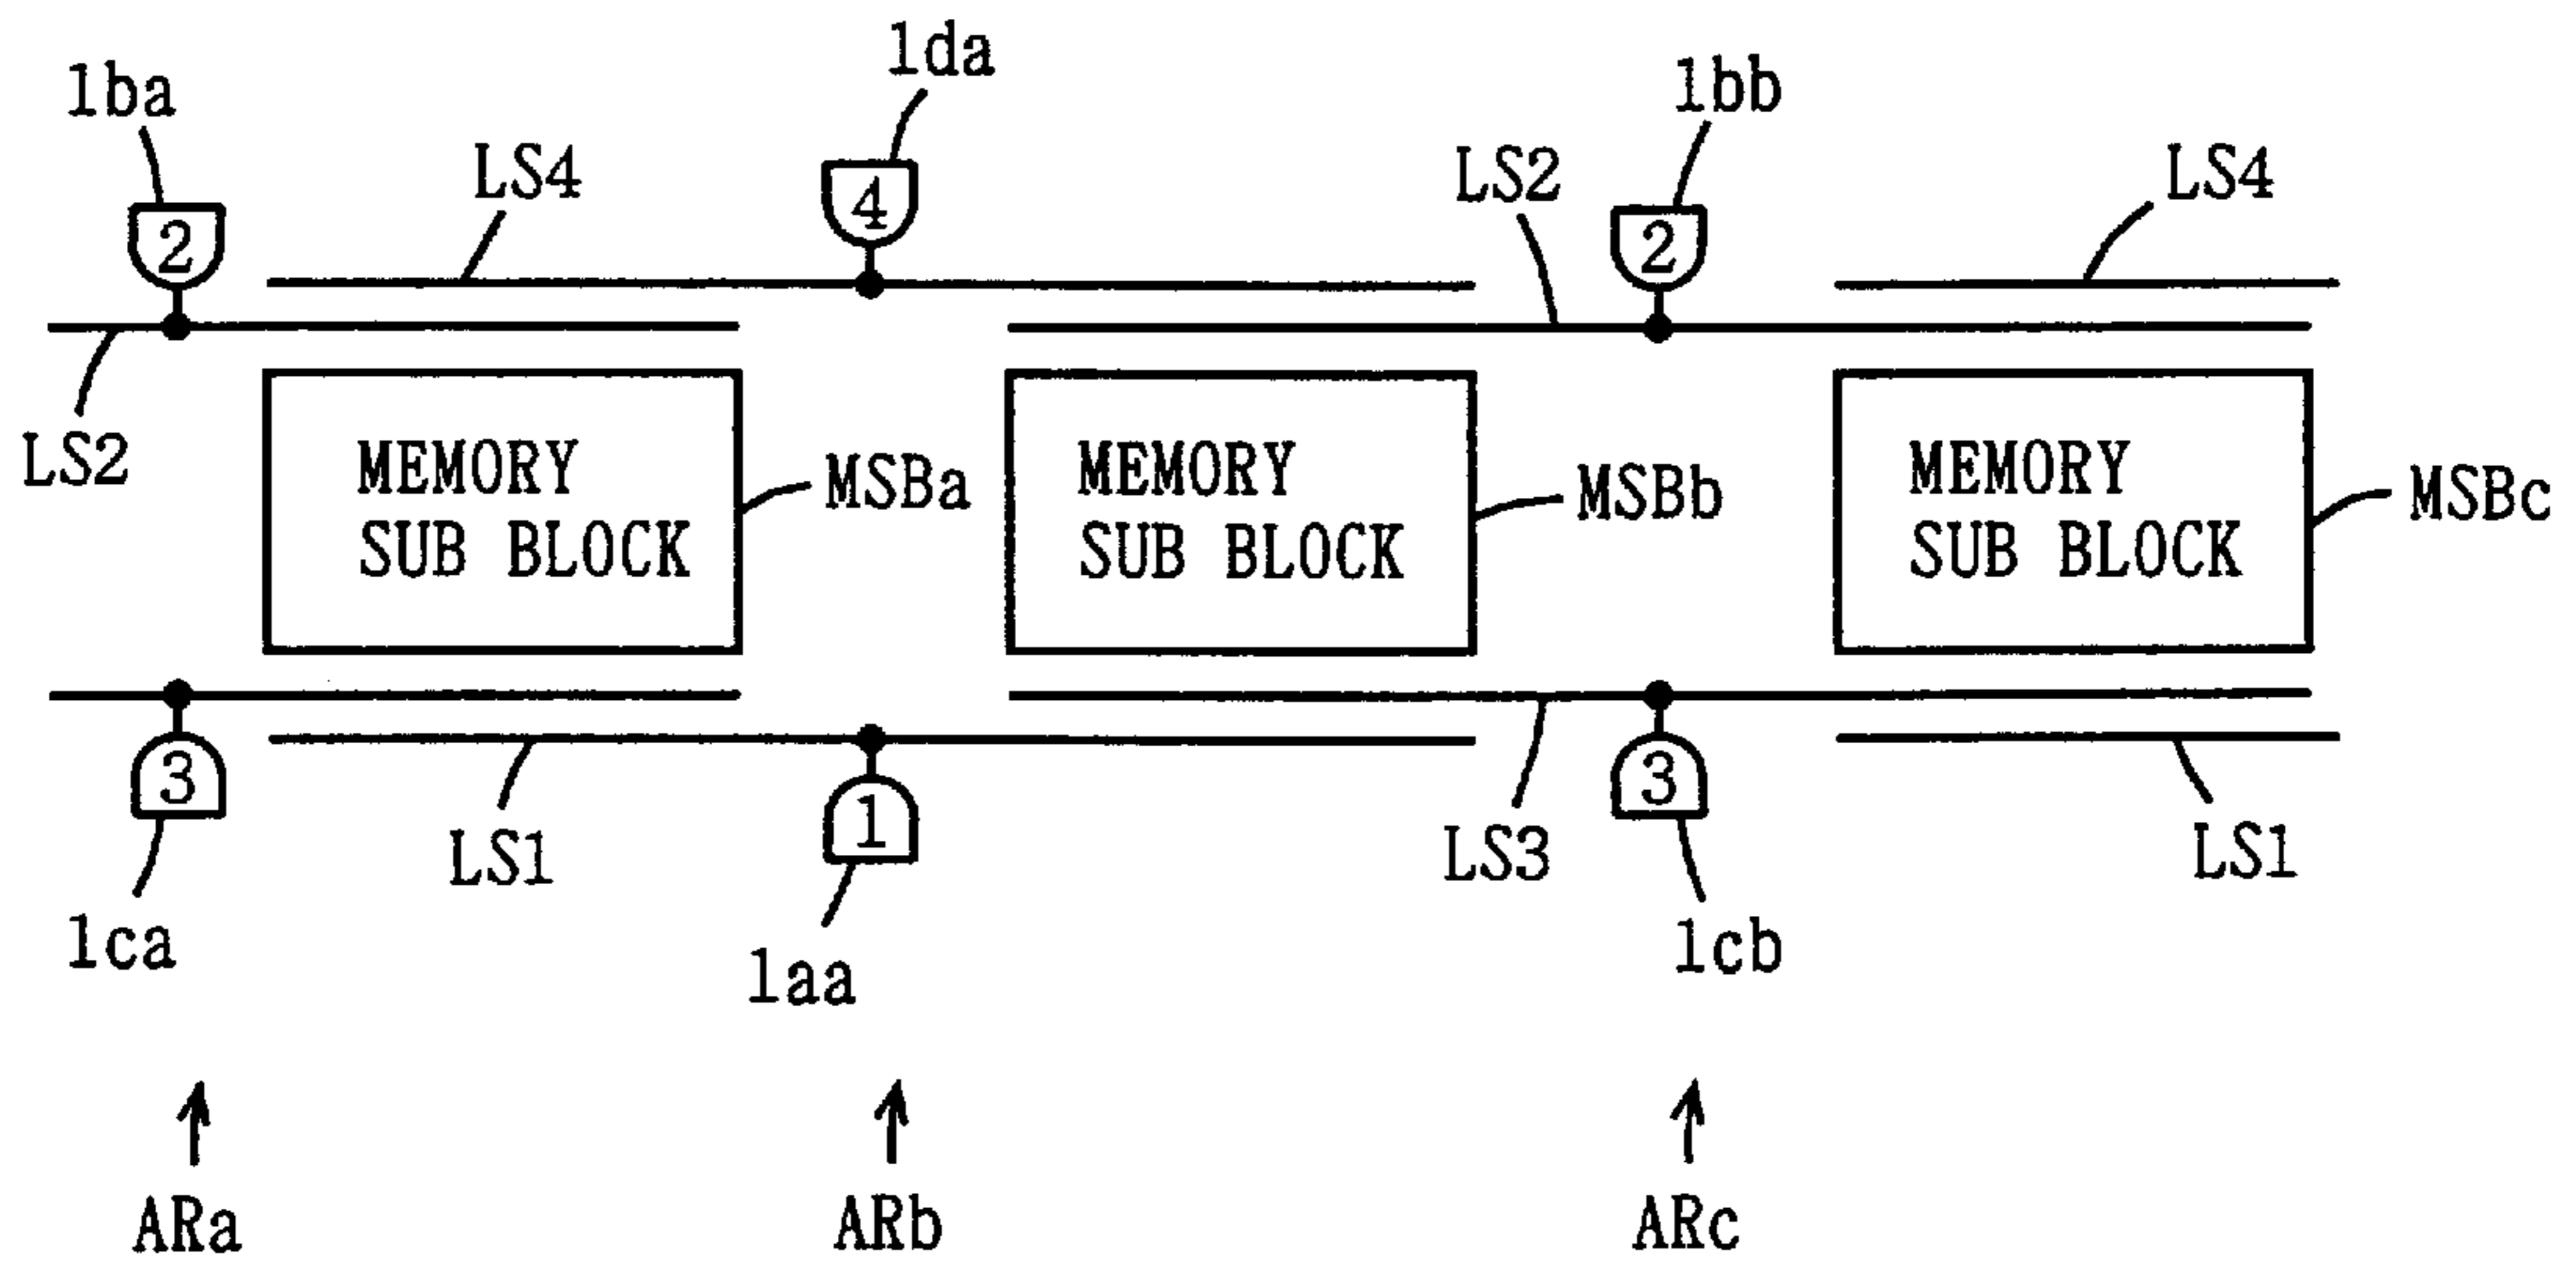 1da
1ba
1bb
LS4
LS2
LS4
4
2
2
LS2
MEMORY
SUB BLOCK
MSBa
MEMORY
SUB BLOCK
MSBb
MEMORY
SUB BLOCK
MSBc
3
1
3
LS1
LS3
LS1
1ca
1aa
1cb
ARa
ARb
ARc